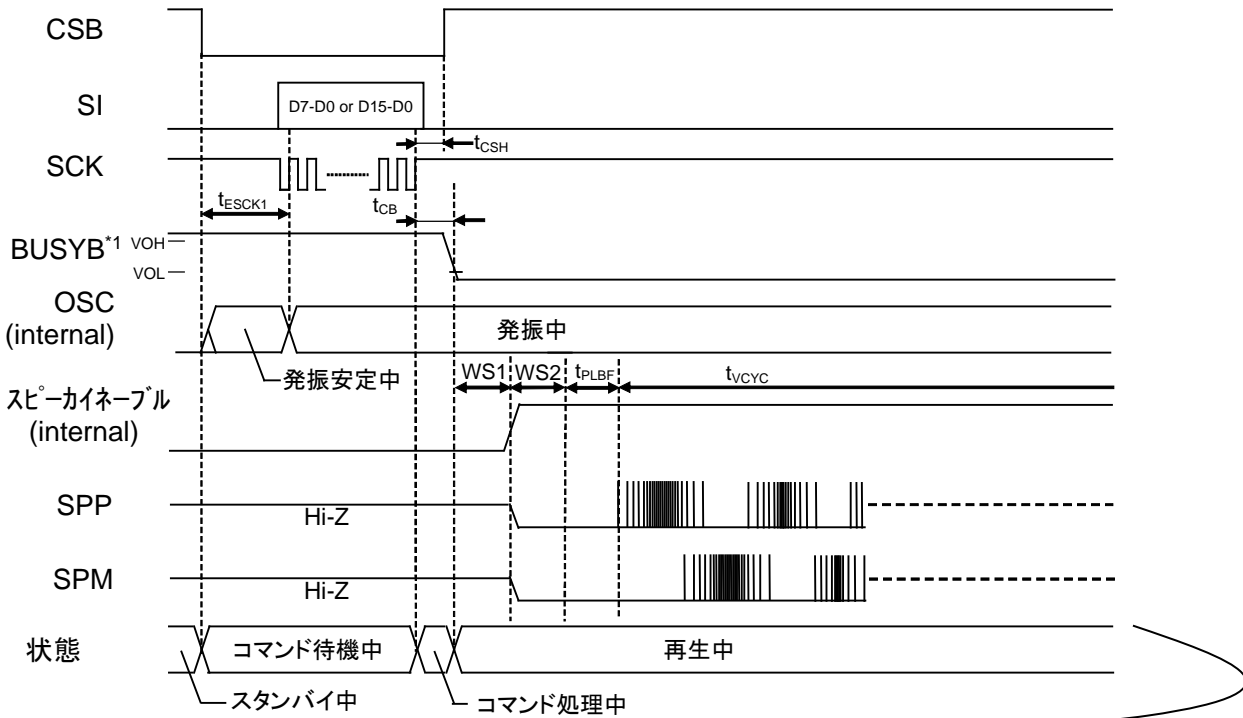 CSB
SI
D7-D0 or D15-D0
tCSH
SCK
tESCK1
tCB
BUSYB*1
VOH
VOL
OSC
(internal)
発振中
発振安定中
WS1
WS2
tPLBF
tVCYC
スピーカイネーブル
(internal)
SPP
Hi-Z
SPM
Hi-Z
状態
コマンド待機中
再生中
スタンバイ中
コマンド処理中